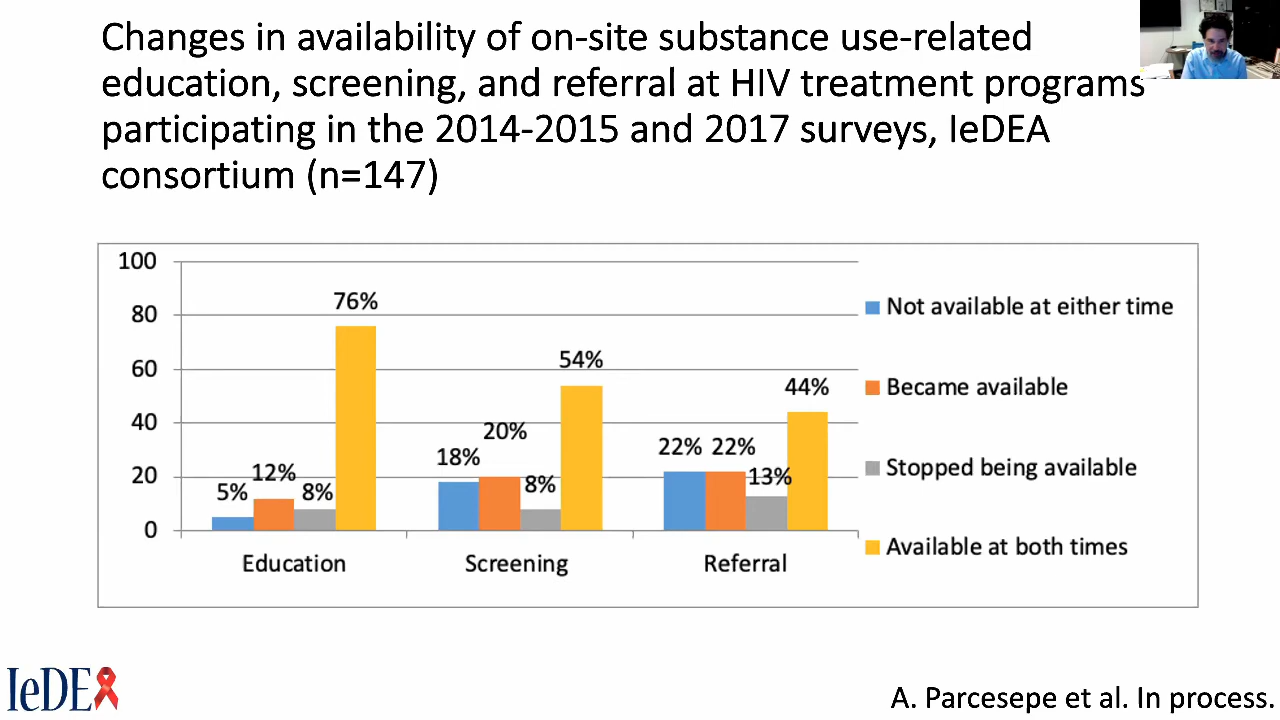 Changes in availability of on-site substance use-related
education, screening, and referral at HIV treatment programs
participating in the 2014-2015 and 2017 surveys, IeDEA
consortium (n=147)
100
80
60
40
20
0
5%
12%
8%
76%
18%
20%
8%
54%
22%
22%
13%
44%
Education
Screening
Referral
Not available at either time
Became available
Stopped being available
Available at both times
IeDE
A. Parcesepe et al. In process.